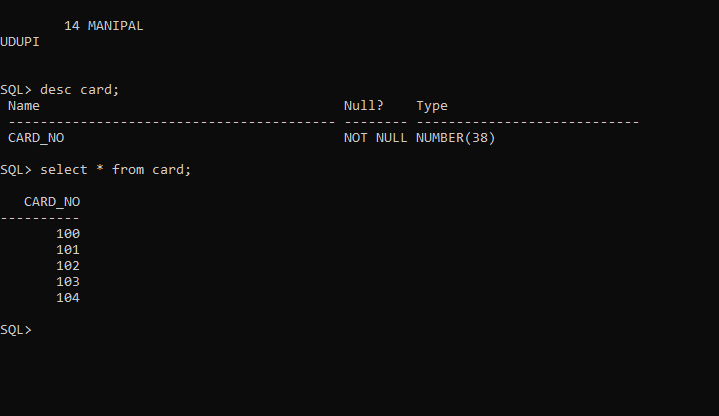 14 MANIPAL
UDUPI
SQL> desc card;
Name Null? Type
----------------------------------------- -------- ----------------------------
CARD_NO NOT NULL NUMBER(38)
SQL> select * from card;
CARD_NO
----------
100
101
102
103
104
SQL>